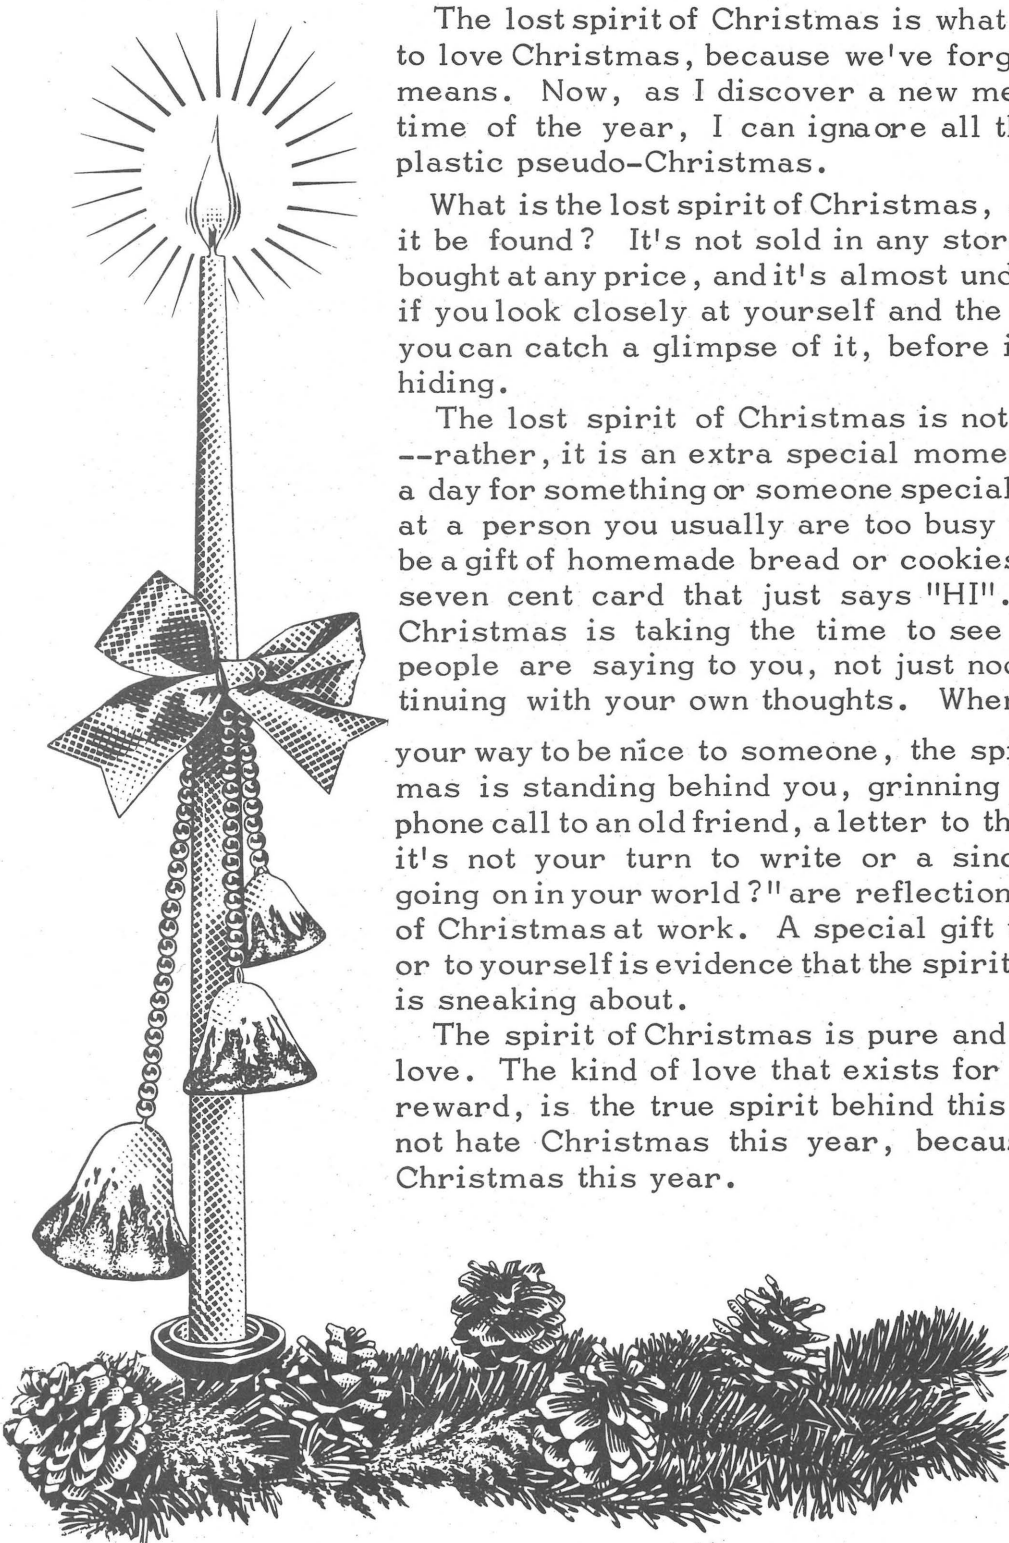 The lost spirit of Christmas is what
to love Christmas, because we've forg
means. Now, as I discover a new me
time of the year, I can ignaore all th
plastic pseudo-Christmas.
What is the lost spirit of Christmas,
it be found? It's not sold in any stor
bought at any price, and it's almost und
if you look closely at yourself and the
you can catch a glimpse of it, before i
hiding.
The lost spirit of Christmas is not
--rather, it is an extra special mome
a day for something or someone special
at a person you usually are too busy
be a gift of homemade bread or cookies
seven cent card that just says "HI".
Christmas is taking the time to see
people are saying to you, not just nod
tinuing with your own thoughts. When
your way to be nice to someone, the spi
mas is standing behind you, grinning
phone call to an old friend, a letter to th
it's not your turn to write or a sinc
going on in your world?" are reflection
of Christmas at work. A special gift t
or to yourself is evidence that the spirit
is sneaking about.
The spirit of Christmas is pure and
love. The kind of love that exists for
reward, is the true spirit behind this
not hate Christmas this year, becaus
Christmas this year.